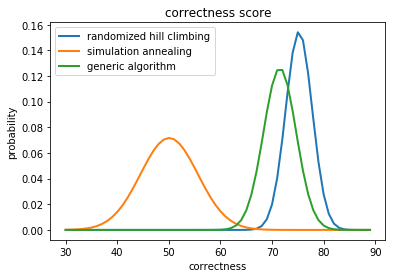 correctness score
randomized hill climbing
simulation annealing
generic algorithm
probability
0.16
0.14
0.12
0.10
0.08
0.06
0.04
0.02
0.00
30 40 50 60 70 80 90
correctness